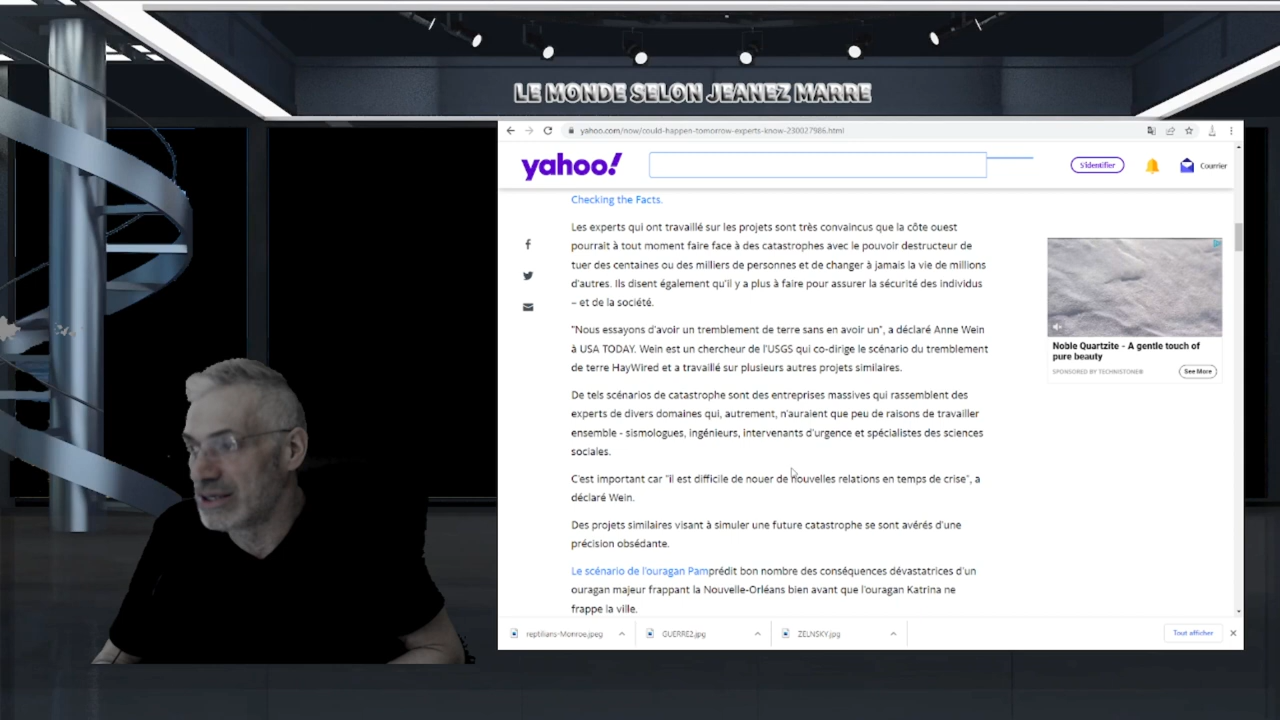 LE MONDE SELON JEANEZ MARRE
yahoo.com/now/could-happen-tomorrow-experts-know-230027986.html
yahoo!
S'identifier
Courrier
Checking the Facts.
Les experts qui ont travaillé sur les projets sont très convaincus que la côte ouest
pourrait à tout moment faire face à des catastrophes avec le pouvoir destructeur de
tuer des centaines ou des milliers de personnes et de changer à jamais la vie de millions
d'autres. Ils disent également qu'il y a plus à faire pour assurer la sécurité des individus
– et de la société.
"Nous essayons d'avoir un tremblement de terre sans en avoir un", a déclaré Anne Wein
à USA TODAY. Wein est un chercheur de l'USGS qui co-dirige le scénario du tremblement
de terre HayWired et a travaillé sur plusieurs autres projets similaires.
De tels scénarios de catastrophe sont des entreprises massives qui rassemblent des
experts de divers domaines qui, autrement, n'auraient que peu de raisons de travailler
ensemble - sismologues, ingénieurs, intervenants d'urgence et spécialistes des sciences
sociales.
C'est important car "il est difficile de nouer de nouvelles relations en temps de crise", a
déclaré Wein.
Des projets similaires visant à simuler une future catastrophe se sont avérés d'une
précision obsédante.
Le scénario de l'ouragan Pamprédit bon nombre des conséquences dévastatrices d'un
ouragan majeur frappant la Nouvelle-Orléans bien avant que l'ouragan Katrina ne
frappe la ville.
Noble Quartzite - A gentle touch of
pure beauty
SPONSORED BY TECHNISTONE®
See More
reptilians-Monroe.jpeg
GUERRE2.jpg
ZELNSKY.jpg
Tout afficher